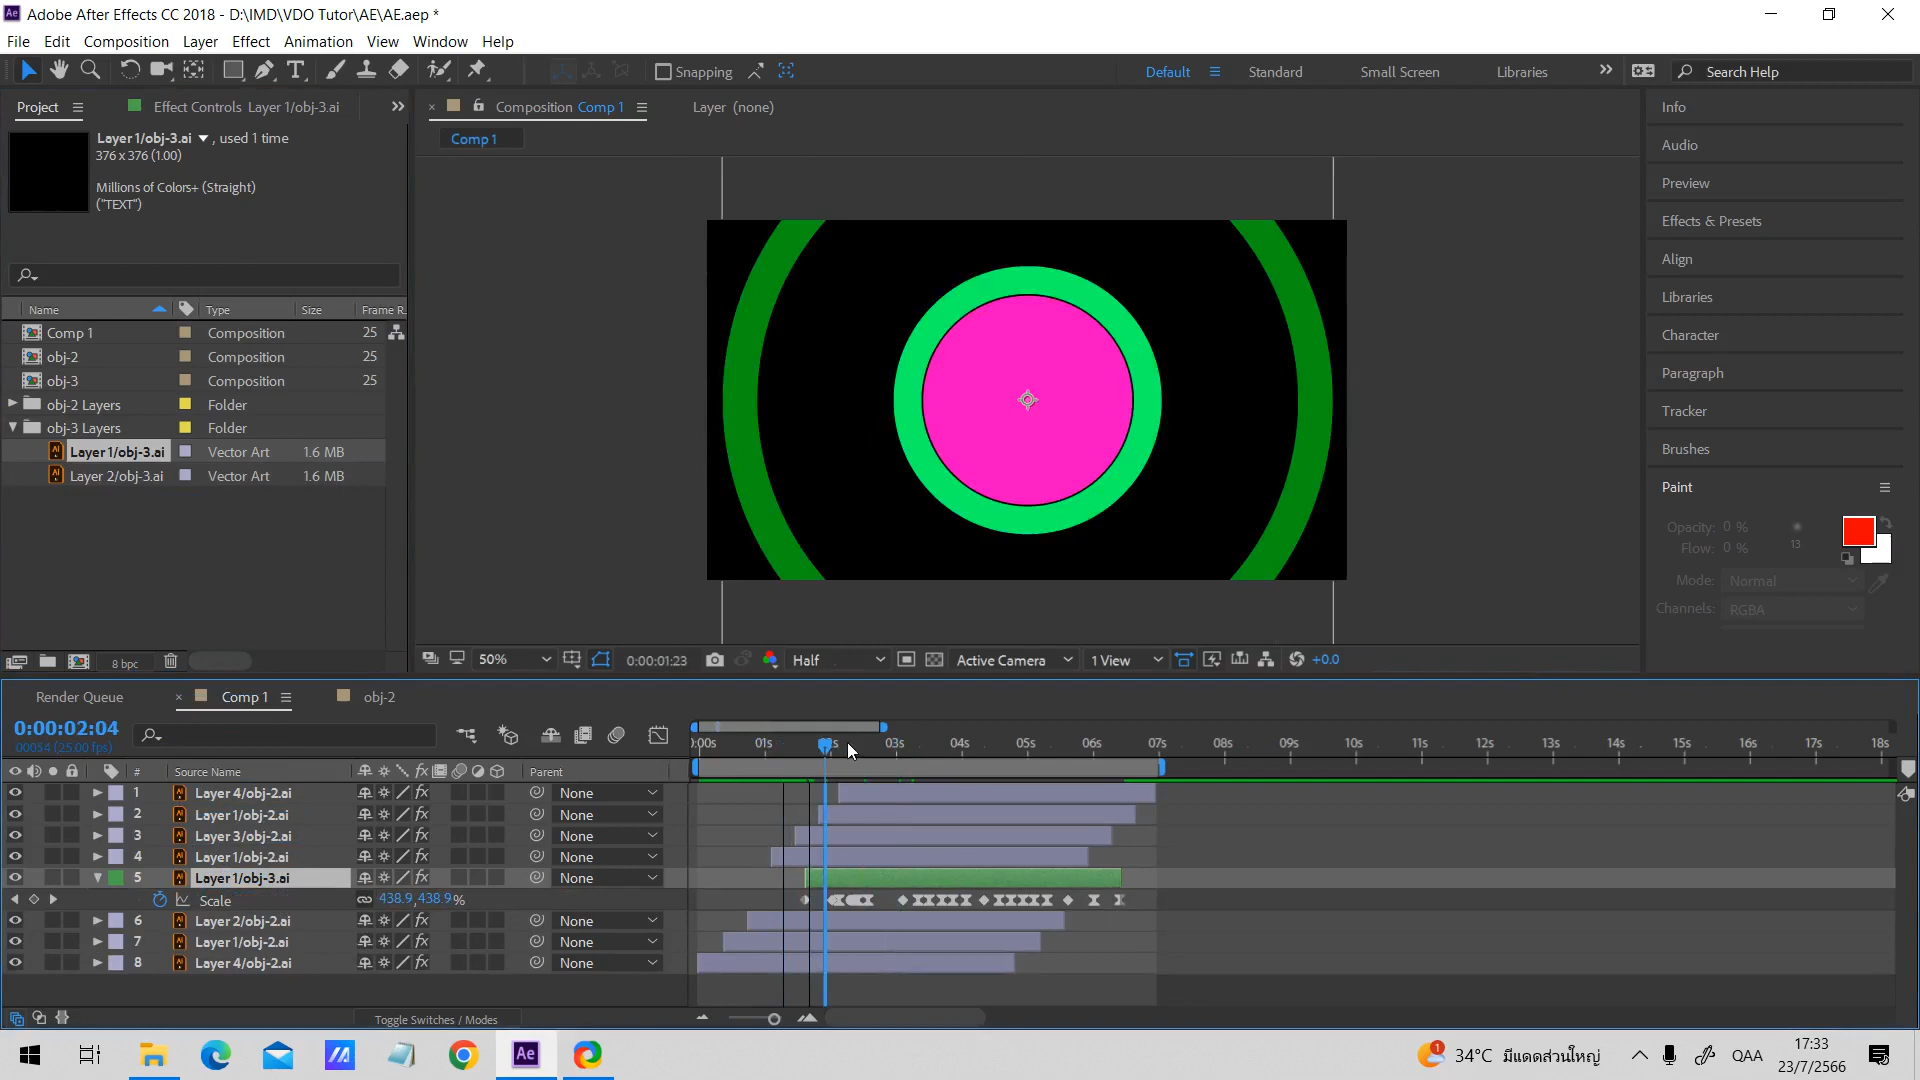 Adobe After Effects CC 2018 - D:\IMD\VDO Tutor\AE\AE.aep *
File Edit Composition Layer Effect Animation View Window Help
Snapping Default Standard Small Screen Libraries Search Help
Project Effect Controls Layer 1/obj-3.ai Composition Comp 1 Layer (none) Info
Comp 1
Layer 1/obj-3.ai , used 1 time
376 x 376 (1.00)
Millions of Colors+ (Straight)
("TEXT")
Audio
Preview
Effects & Presets
Align
Libraries
Character
Paragraph
Tracker
Brushes
Paint
Opacity: 0 %
Flow: 0 %
13
Mode: Normal
Channels: RGBA
Name Type Size Frame R..
Comp 1 Composition 25
obj-2 Composition 25
obj-3 Composition 25
obj-2 Layers Folder
obj-3 Layers Folder
Layer 1/obj-3.ai Vector Art 1.6 MB
Layer 2/obj-3.ai Vector Art 1.6 MB
8 bpc
50% 0:00:01:23 Half Active Camera 1 View +0.0
Render Queue Comp 1 obj-2
0:00:02:04
00054 (25.00 fps)
):00s 01s 03s 04s 05s 06s 07s 08s 09s 10s 11s 12s 13s 14s 15s 16s 17s 18s
# Source Name fx Parent
1 Layer 4/obj-2.ai fx None
2 Layer 1/obj-2.ai fx None
3 Layer 3/obj-2.ai fx None
4 Layer 1/obj-2.ai fx None
5 Layer 1/obj-3.ai fx None
Scale 438.9,438.9%
6 Layer 2/obj-2.ai fx None
7 Layer 1/obj-2.ai fx None
8 Layer 4/obj-2.ai fx None
Toggle Switches / Modes
Ae 1 34°C มีแดดส่วนใหญ่ QAA 17:33
23/7/2566